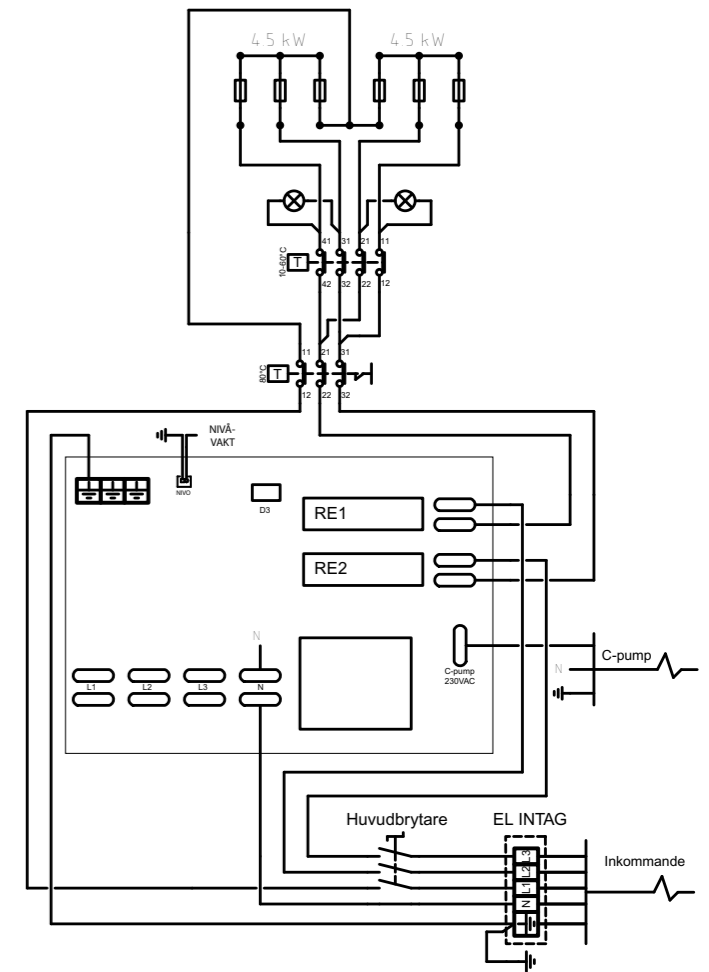 4.5 kW 4.5 kW
41 31 21 11
10-60°C T
42 32 22 12
11 21 31
80°C T
12 22 32
NIVÅ-
VAKT
NIVO
D3
RE1
RE2
N
C-pump
230VAC
C-pump
N
L1 L2 L3 N
Huvudbrytare EL INTAG
L3
L2
L1
N
Inkommande